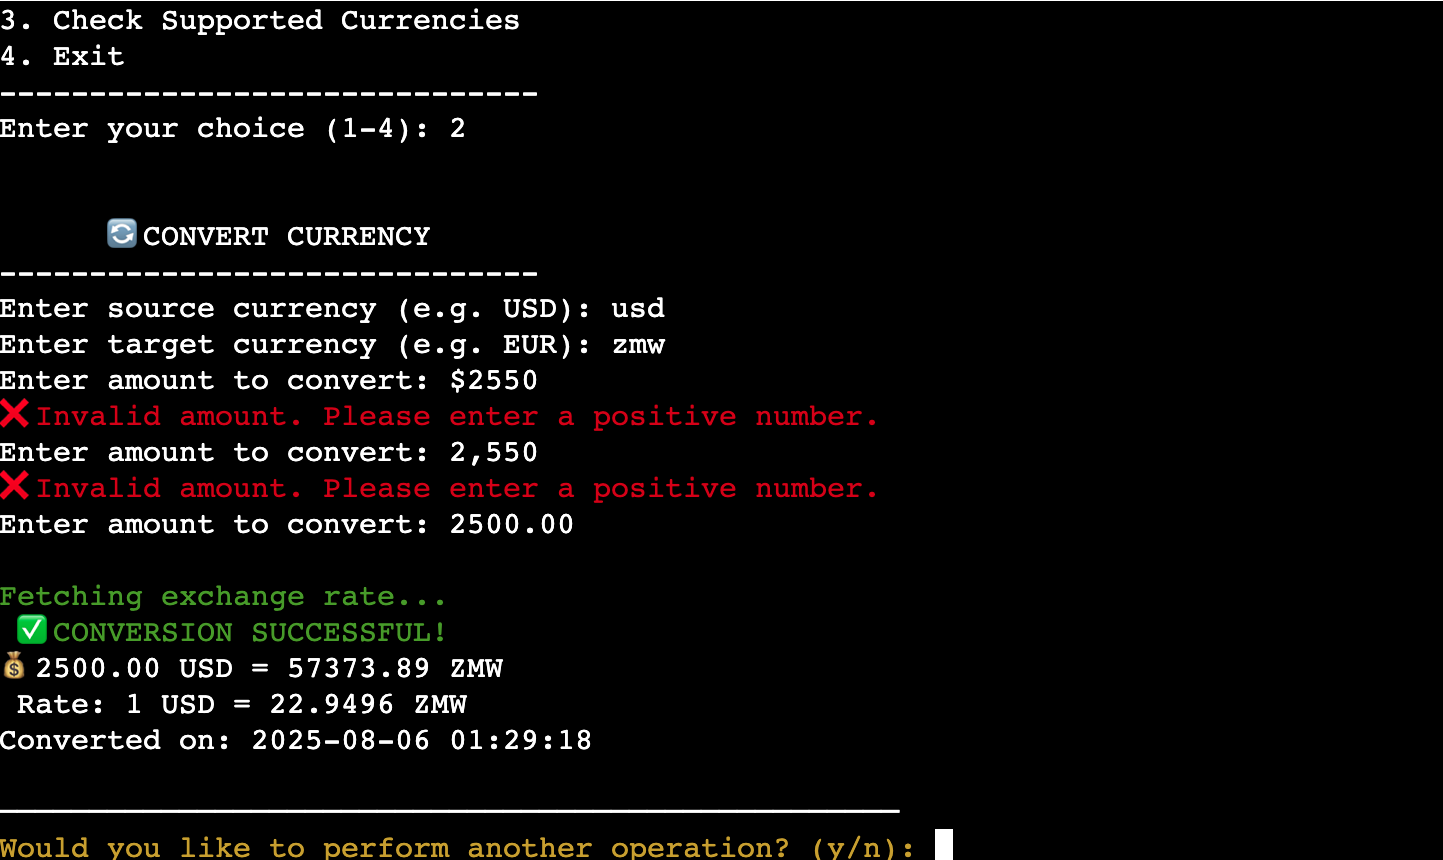 3. Check Supported Currencies
4. Exit
------------------------------
Enter your choice (1-4): 2
CONVERT CURRENCY
------------------------------
Enter source currency (e.g. USD): usd
Enter target currency (e.g. EUR): zmw
Enter amount to convert: $2550
❌ Invalid amount. Please enter a positive number.
Enter amount to convert: 2,550
❌ Invalid amount. Please enter a positive number.
Enter amount to convert: 2500.00
Fetching exchange rate...
✅ CONVERSION SUCCESSFUL!
💰 2500.00 USD = 57373.89 ZMW
Rate: 1 USD = 22.9496 ZMW
Converted on: 2025-08-06 01:29:18
__________________________________________________
Would you like to perform another operation? (y/n):